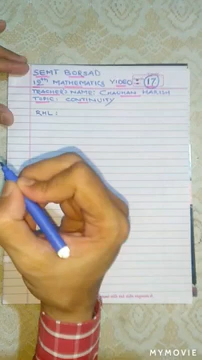 SEMT BORSAD
12TH MATHEMATICS VIDEO : 17
TEACHER'S NAME: CHAUHAN HARISH
TOPIC: CONTINUITY
RHL :
MYMOVIE